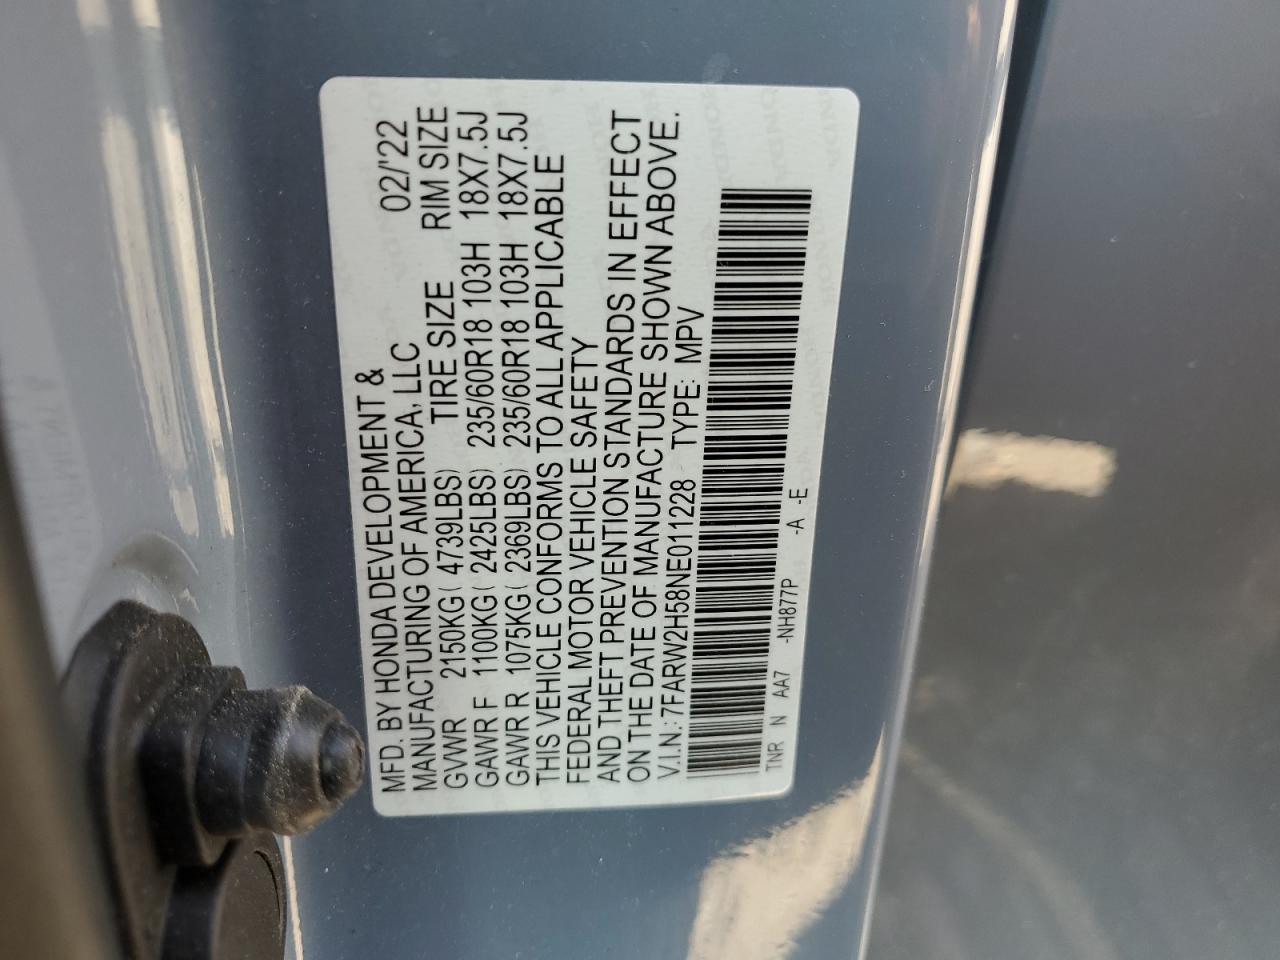 MFD. BY HONDA DEVELOPMENT &
MANUFACTURING OF AMERICA, LLC 02/'22
GVWR 2150KG( 4739LBS) TIRE SIZE RIM SIZE
GAWR F 1100KG( 2425LBS) 235/60R18 103H 18X7.5J
GAWR R 1075KG( 2369LBS) 235/60R18 103H 18X7.5J
THIS VEHICLE CONFORMS TO ALL APPLICABLE
FEDERAL MOTOR VEHICLE SAFETY
AND THEFT PREVENTION STANDARDS IN EFFECT
ON THE DATE OF MANUFACTURE SHOWN ABOVE.
V.I.N.: 7FARW2H58NE011228 TYPE: MPV
TNR N AA7 -NH877P -A -E